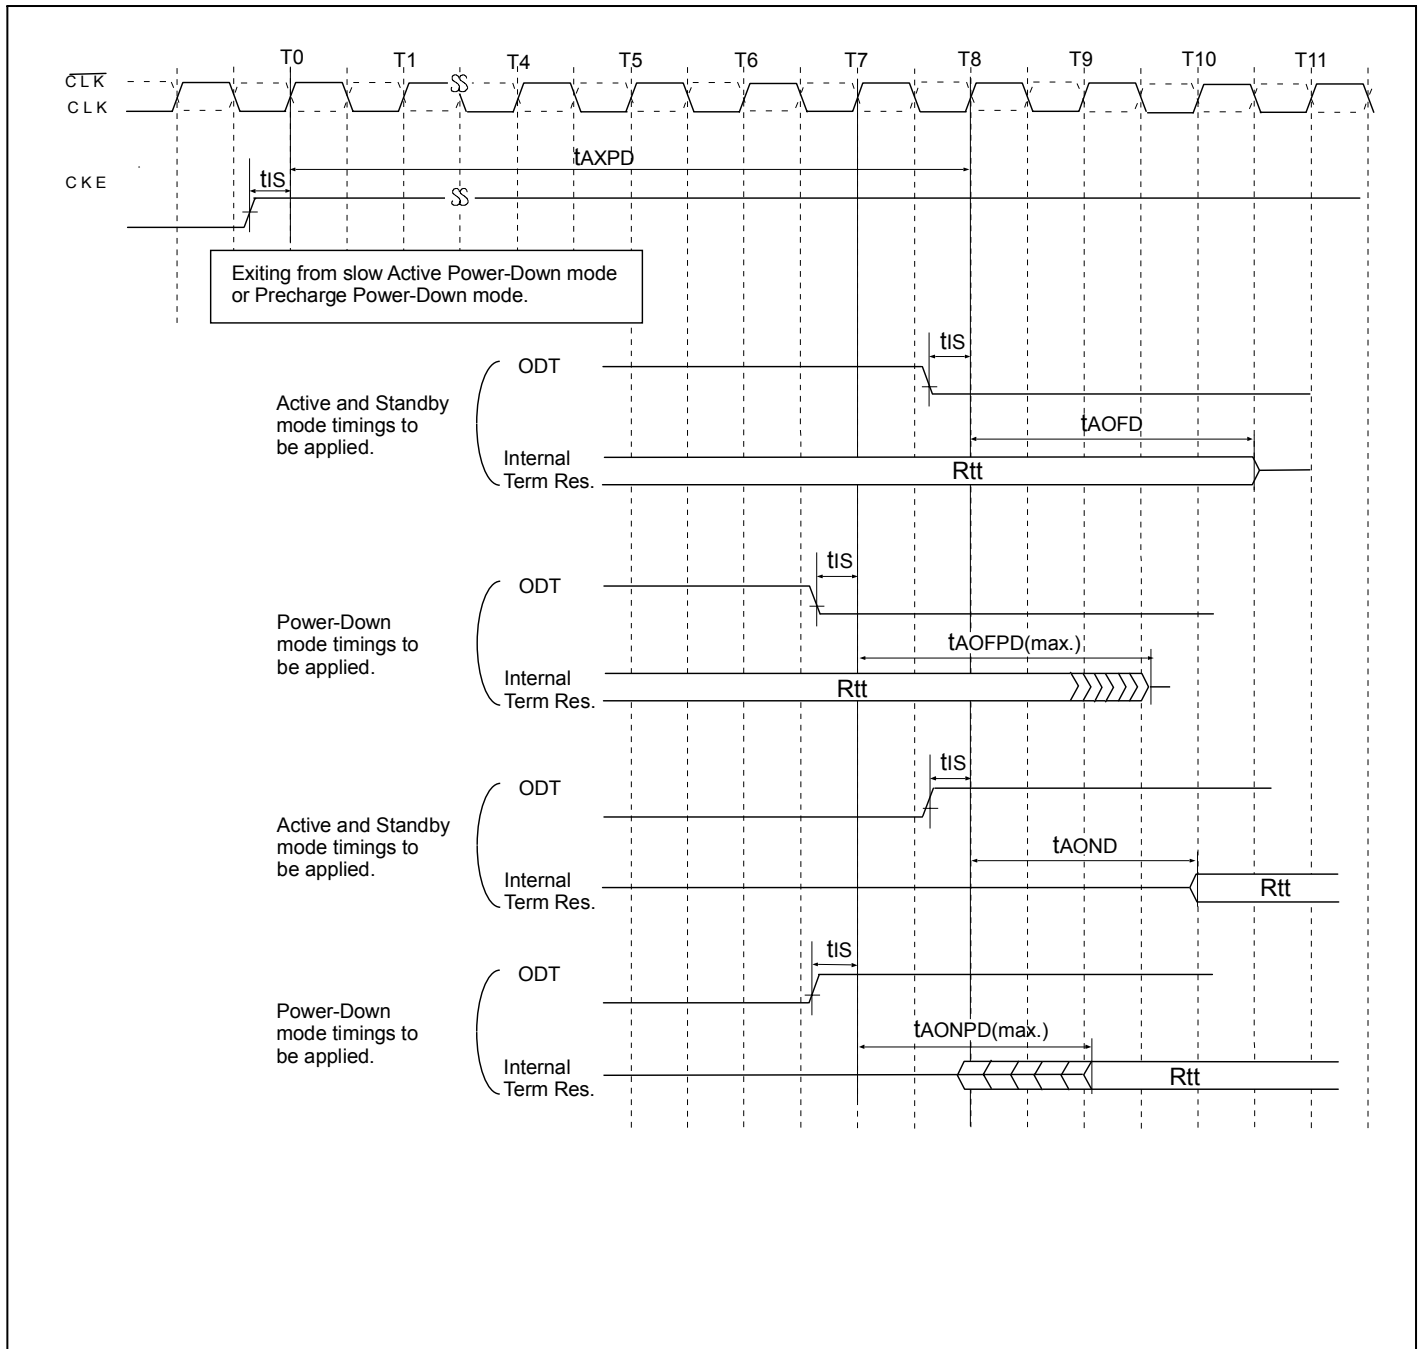 T0 T1 T4 T5 T6 T7 T8 T9 T10 T11
CLK
CLK
tAXPD
CKE
tIS
Exiting from slow Active Power-Down mode
or Precharge Power-Down mode.
tIS
ODT
Active and Standby
mode timings to
be applied.
tAOFD
Internal
Term Res.
Rtt
tIS
ODT
Power-Down
mode timings to
be applied.
tAOFPD(max.)
Internal
Term Res.
Rtt
tIS
ODT
Active and Standby
mode timings to
be applied.
tAOND
Internal
Term Res.
Rtt
tIS
ODT
Power-Down
mode timings to
be applied.
tAONPD(max.)
Internal
Term Res.
Rtt